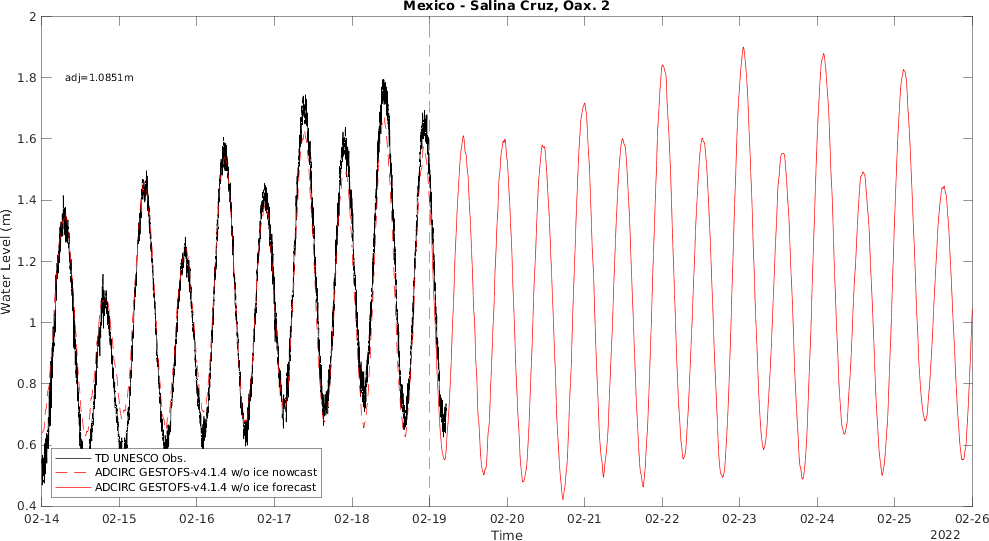 Mexico - Salina Cruz, Oax. 2
2
1.8
1.6
1.4
1.2
1
0.8
0.6
0.4
Water Level (m)
adj=1.0851m
TD UNESCO Obs.
ADCIRC GESTOFS-v4.1.4 w/o ice nowcast
ADCIRC GESTOFS-v4.1.4 w/o ice forecast
02-14 02-15 02-16 02-17 02-18 02-19 02-20 02-21 02-22 02-23 02-24 02-25 02-26
Time
2022